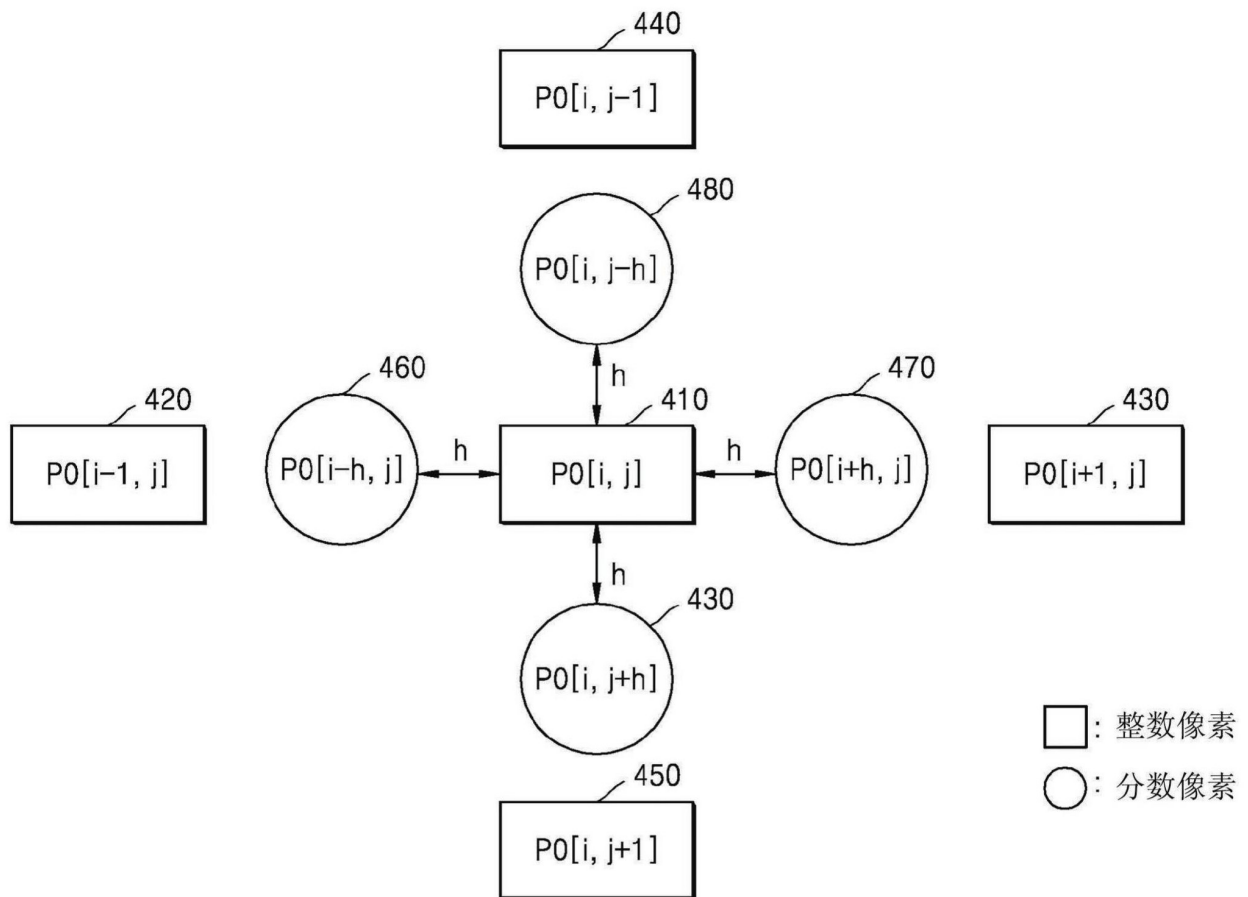 440
P0[i, j-1]
480
P0[i, j-h]
h
460
470
420
410
430
P0[i-1, j]
P0[i-h, j]
h
P0[i, j]
h
P0[i+h, j]
P0[i+1, j]
h
430
P0[i, j+h]
: 整数像素
450
: 分数像素
P0[i, j+1]